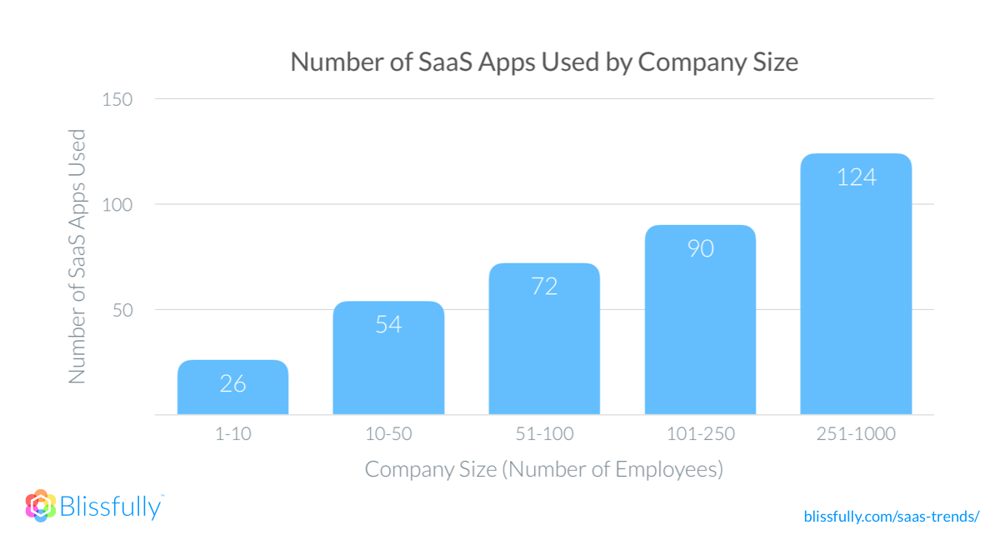 Number of SaaS Apps Used by Company Size
150
100
50
Number of SaaS Apps Used
26
54
72
90
124
1-10
10-50
51-100
101-250
251-1000
Company Size (Number of Employees)
Blissfully™
blissfully.com/saas-trends/